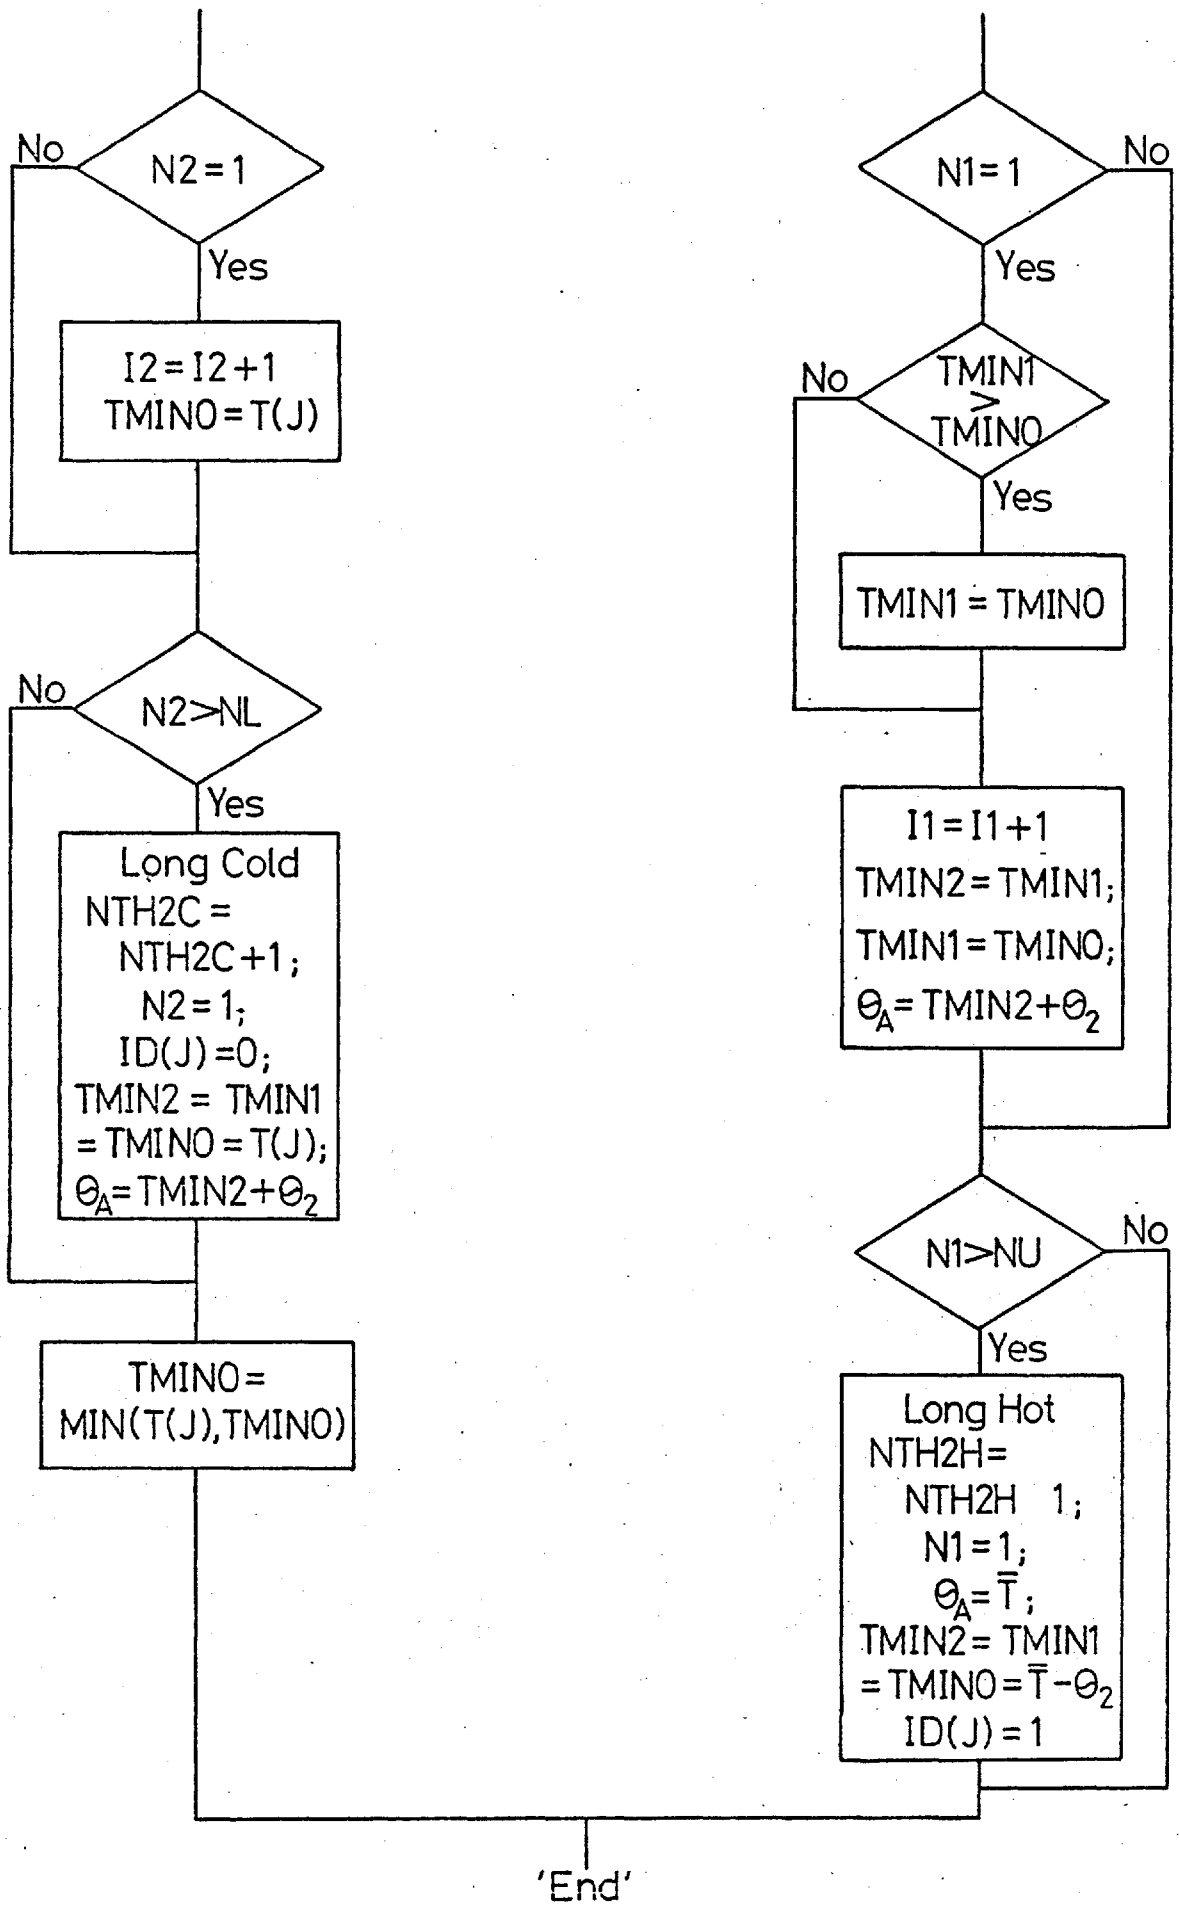 No
N2=1
Yes
I2=I2+1
TMIN0=T(J)
No
N2>NL
Yes
Long Cold
NTH2C=
NTH2C+1;
N2=1;
ID(J)=0;
TMIN2=TMIN1
=TMIN0=T(J);
θ_A=TMIN2+θ₂
TMIN0=
MIN(T(J),TMIN0)
N1=1
No
Yes
No
TMIN1
>
TMIN0
Yes
TMIN1=TMIN0
I1=I1+1
TMIN2=TMIN1;
TMIN1=TMIN0;
θ_A=TMIN2+θ₂
N1>NU
No
Yes
Long Hot
NTH2H=
NTH2H 1;
N1=1;
θ_A=T̿;
TMIN2=TMIN1
=TMIN0=T̿-θ₂
ID(J)=1
'End'